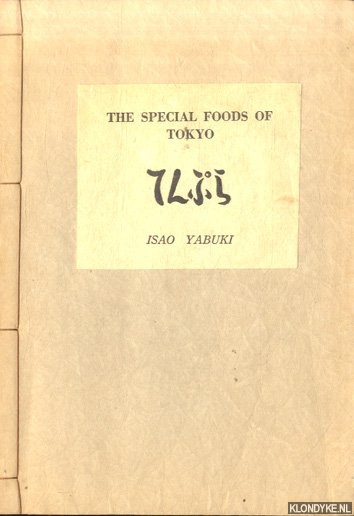 THE SPECIAL FOODS OF
TOKYO
てんぷら
ISAO YABUKI
KLONDYKE.NL